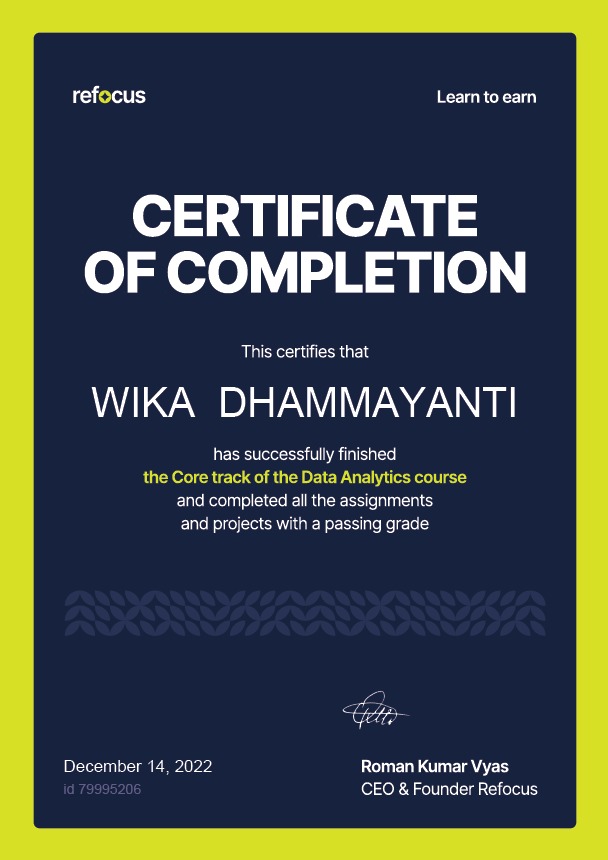 refocus
Learn to earn
CERTIFICATE
OF COMPLETION
This certifies that
WIKA DHAMMAYANTI
has successfully finished
the Core track of the Data Analytics course
and completed all the assignments
and projects with a passing grade
December 14, 2022
id 79995206
Roman Kumar Vyas
CEO & Founder Refocus